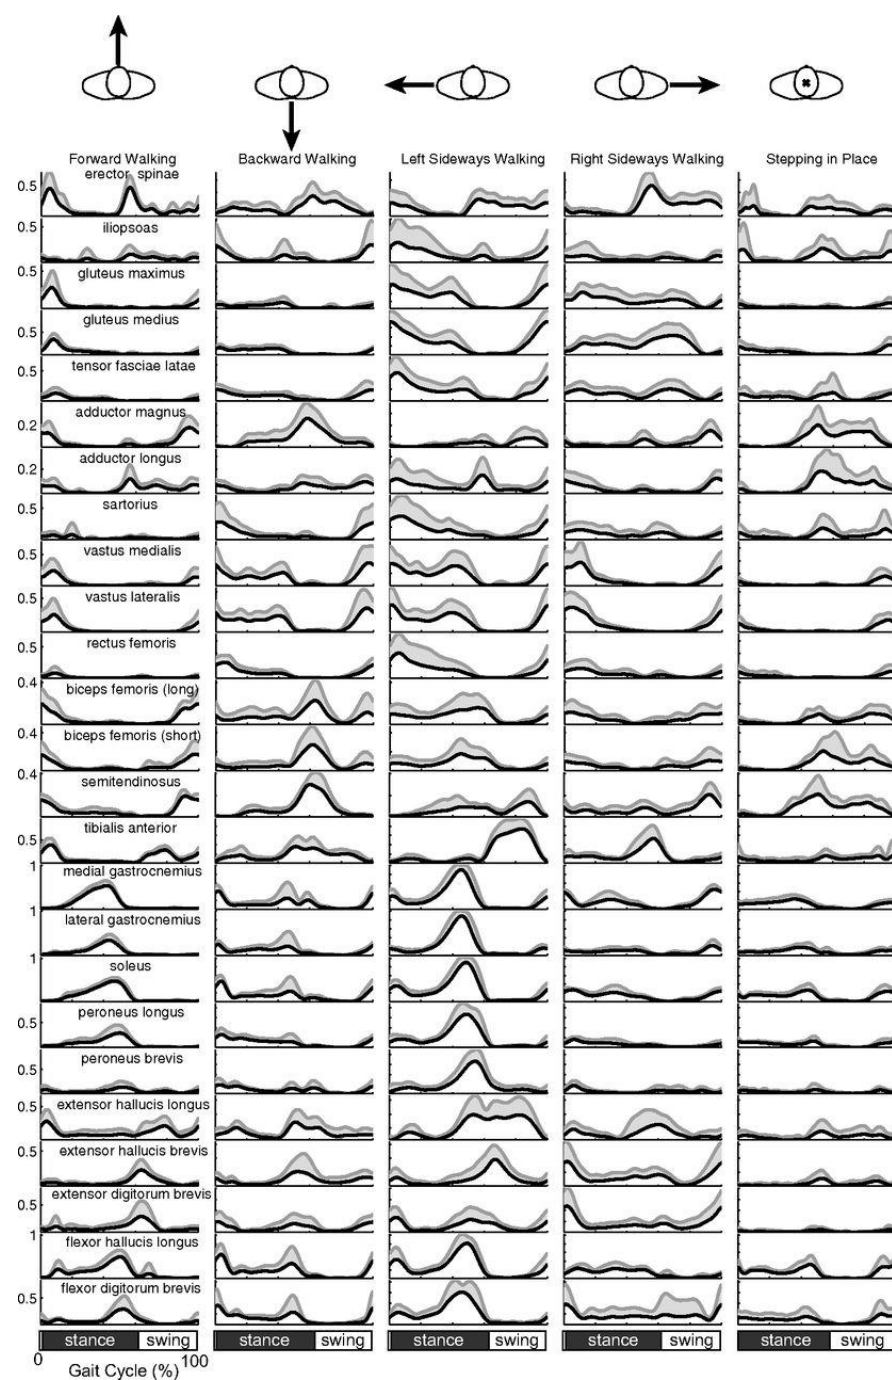 Forward Walking Backward Walking Left Sideways Walking Right Sideways Walking Stepping in Place
erector spinae
0.5
iliopsoas
0.5
gluteus maximus
0.5
gluteus medius
0.5
tensor fasciae latae
0.5
adductor magnus
0.2
adductor longus
0.2
sartorius
0.5
vastus medialis
0.5
vastus lateralis
0.5
rectus femoris
0.5
biceps femoris (long)
0.4
biceps femoris (short)
0.4
semitendinosus
0.4
tibialis anterior
0.5
medial gastrocnemius
1
lateral gastrocnemius
1
soleus
1
peroneus longus
0.5
peroneus brevis
0.5
extensor hallucis longus
0.5
extensor hallucis brevis
0.5
extensor digitorum brevis
0.5
flexor hallucis longus
1
flexor digitorum brevis
0.5
stance swing stance swing stance swing stance swing stance swing
0 100
Gait Cycle (%)